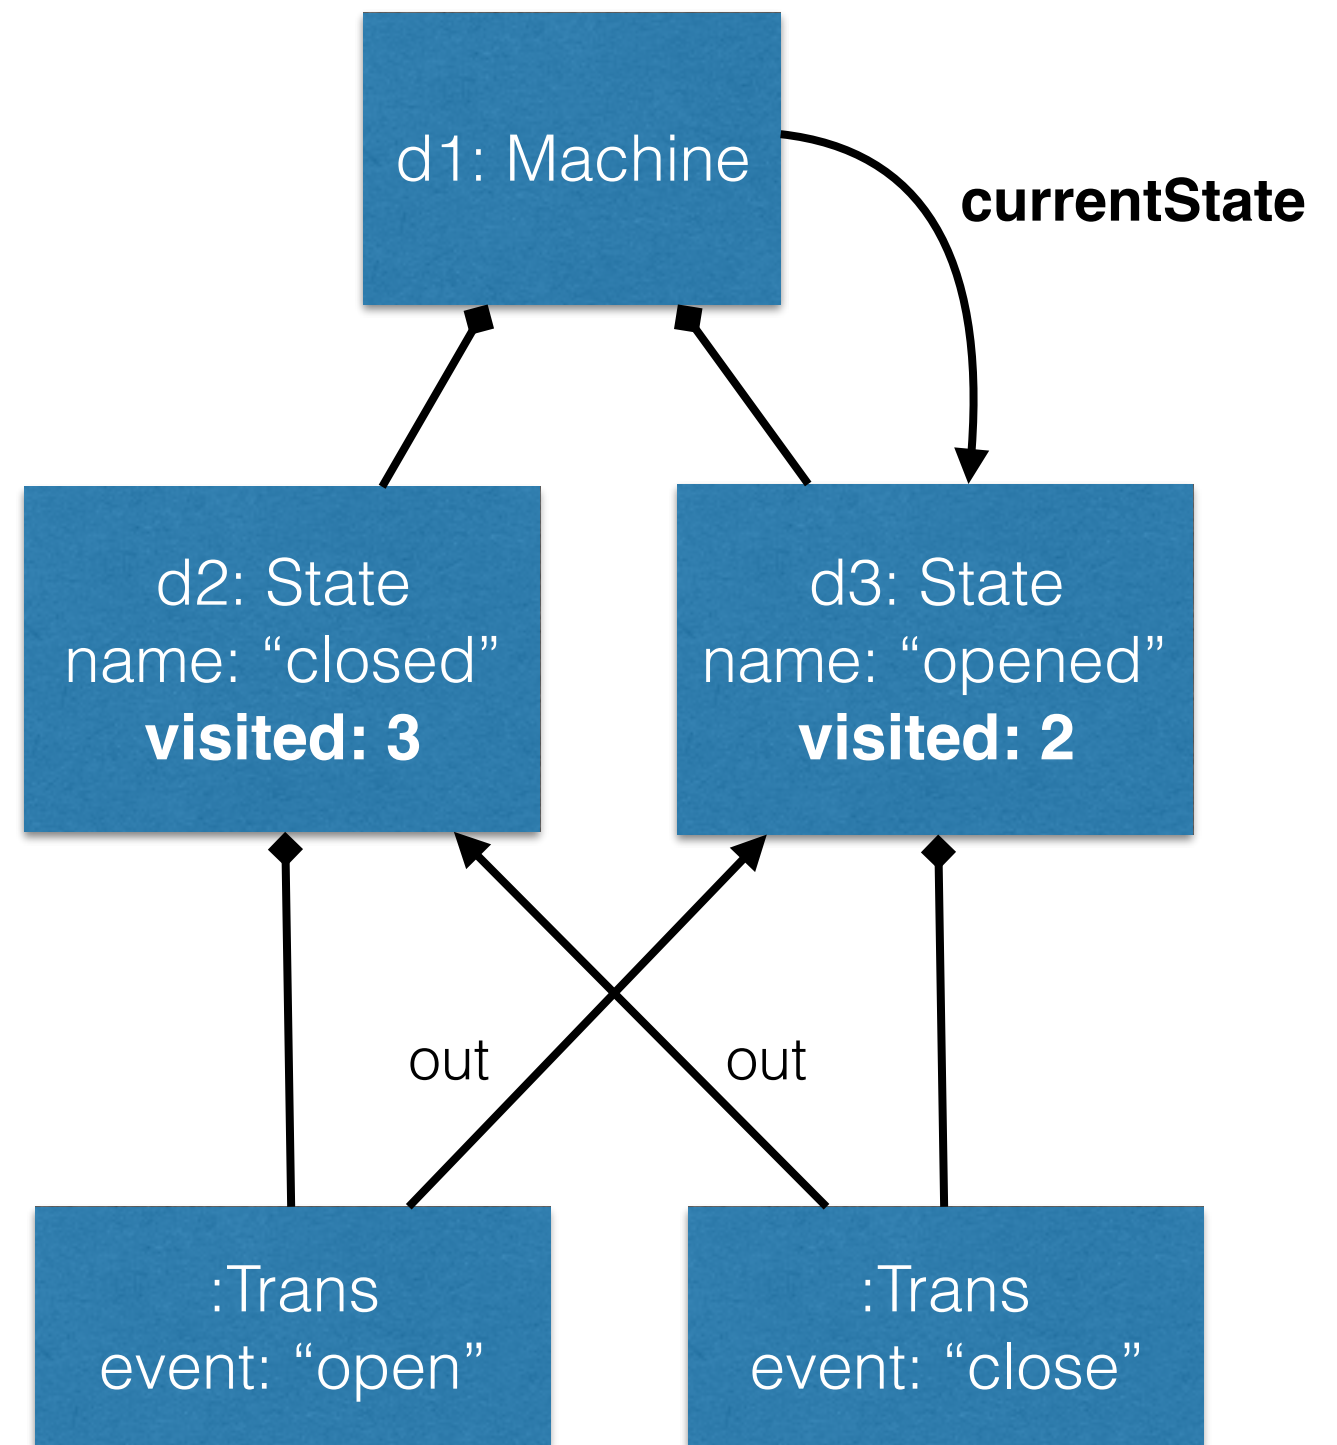 d1: Machine
currentState
d2: State
name: “closed”
visited: 3
d3: State
name: “opened”
visited: 2
out
out
:Trans
event: “open”
:Trans
event: “close”